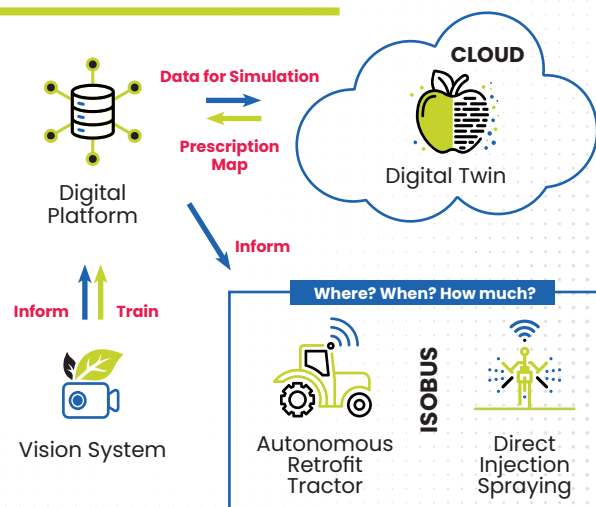 CLOUD
Data for Simulation
Prescription
Map
Digital Twin
Digital
Platform
Inform
Inform
Train
Vision System
Where? When? How much?
ISOBUS
Autonomous
Retrofit
Tractor
Direct
Injection
Spraying